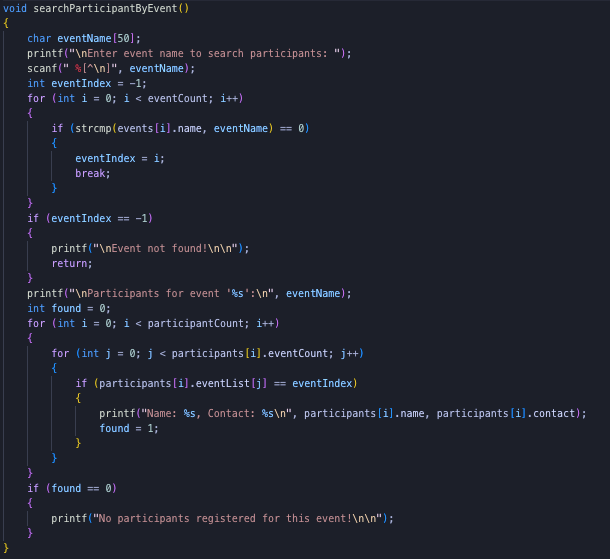 void searchParticipantByEvent()
{
    char eventName[50];
    printf("\nEnter event name to search participants: ");
    scanf(" %[^\n]", eventName);
    int eventIndex = -1;
    for (int i = 0; i < eventCount; i++)
    {
        if (strcmp(events[i].name, eventName) == 0)
        {
            eventIndex = i;
            break;
        }
    }
    if (eventIndex == -1)
    {
        printf("\nEvent not found!\n\n");
        return;
    }
    printf("\nParticipants for event '%s':\n", eventName);
    int found = 0;
    for (int i = 0; i < participantCount; i++)
    {
        for (int j = 0; j < participants[i].eventCount; j++)
        {
            if (participants[i].eventList[j] == eventIndex)
            {
                printf("Name: %s, Contact: %s\n", participants[i].name, participants[i].contact);
                found = 1;
            }
        }
    }
    if (found == 0)
    {
        printf("No participants registered for this event!\n\n");
    }
}